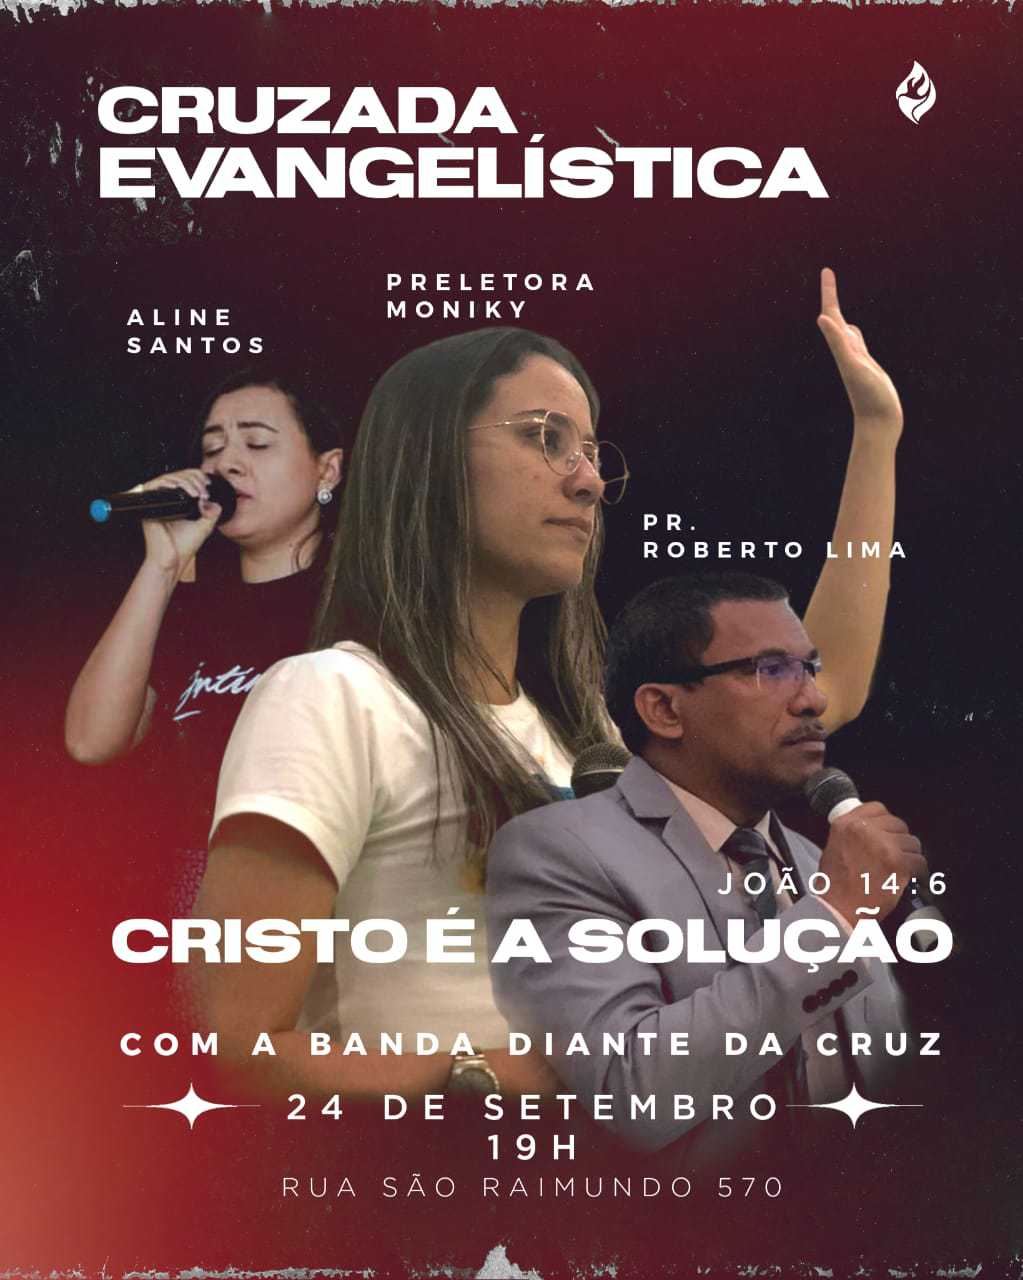 CRUZADA
EVANGELÍSTICA
PRELETORA
MONIKY
ALINE
SANTOS
PR.
ROBERTO LIMA
JOÃO 14:6
CRISTO É A SOLUÇÃO
COM A BANDA DIANTE DA CRUZ
24 DE SETEMBRO
19H
RUA SÃO RAIMUNDO 570